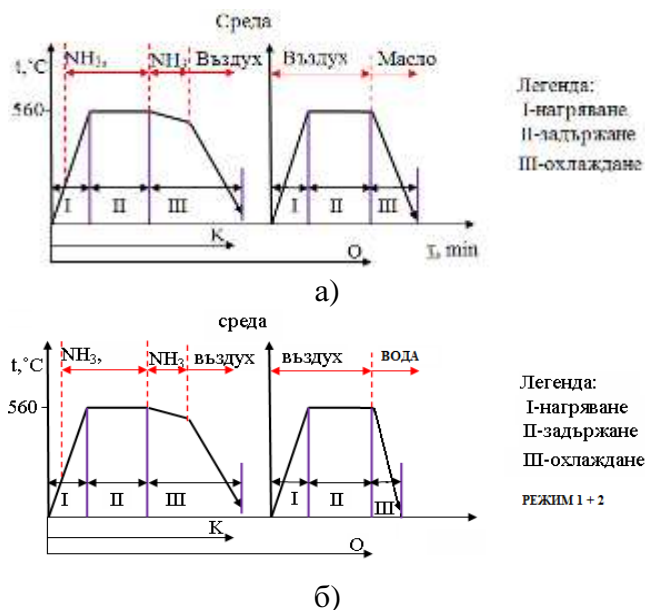 Среда
t,°C NH3, NH3 Въздух Въздух Масло
560
Легенда:
I-нагряване
II-задържане
III-охлаждане
I II III I II III
K
O τ, min
а)
среда
t,°C NH3, NH3 въздух въздух ВОДА
560
Легенда:
I-нагряване
II-задържане
III-охлаждане
РЕЖИМ 1 + 2
I II III I II III
K
O
б)